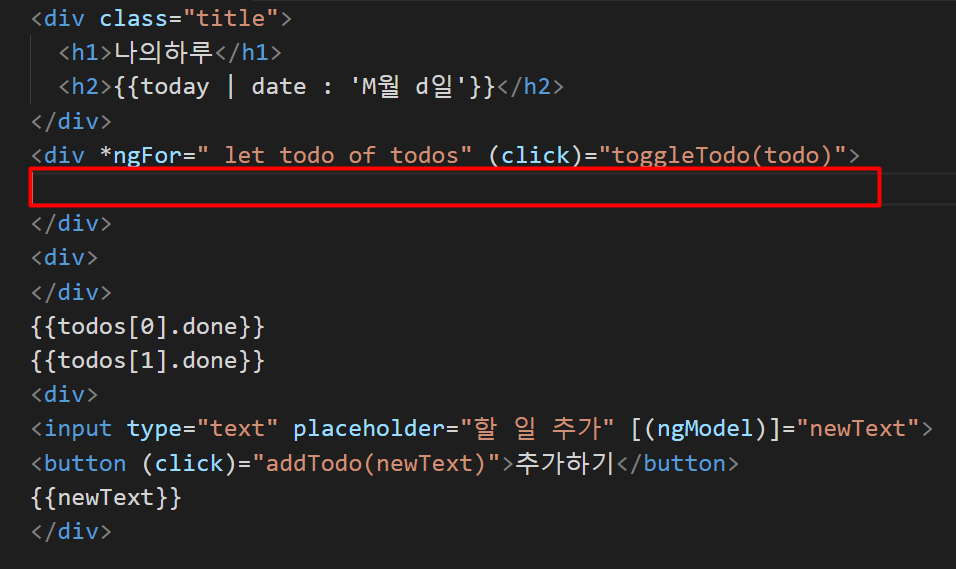 <div class="title">
<h1>나의하루</h1>
<h2>{{today | date : 'M월 d일'}}</h2>
</div>
<div *ngFor=" let todo of todos" (click)="toggleTodo(todo)">
</div>
<div>
</div>
{{todos[0].done}}
{{todos[1].done}}
<div>
<input type="text" placeholder="할 일 추가" [(ngModel)]="newText">
<button (click)="addTodo(newText)">추가하기</button>
{{newText}}
</div>